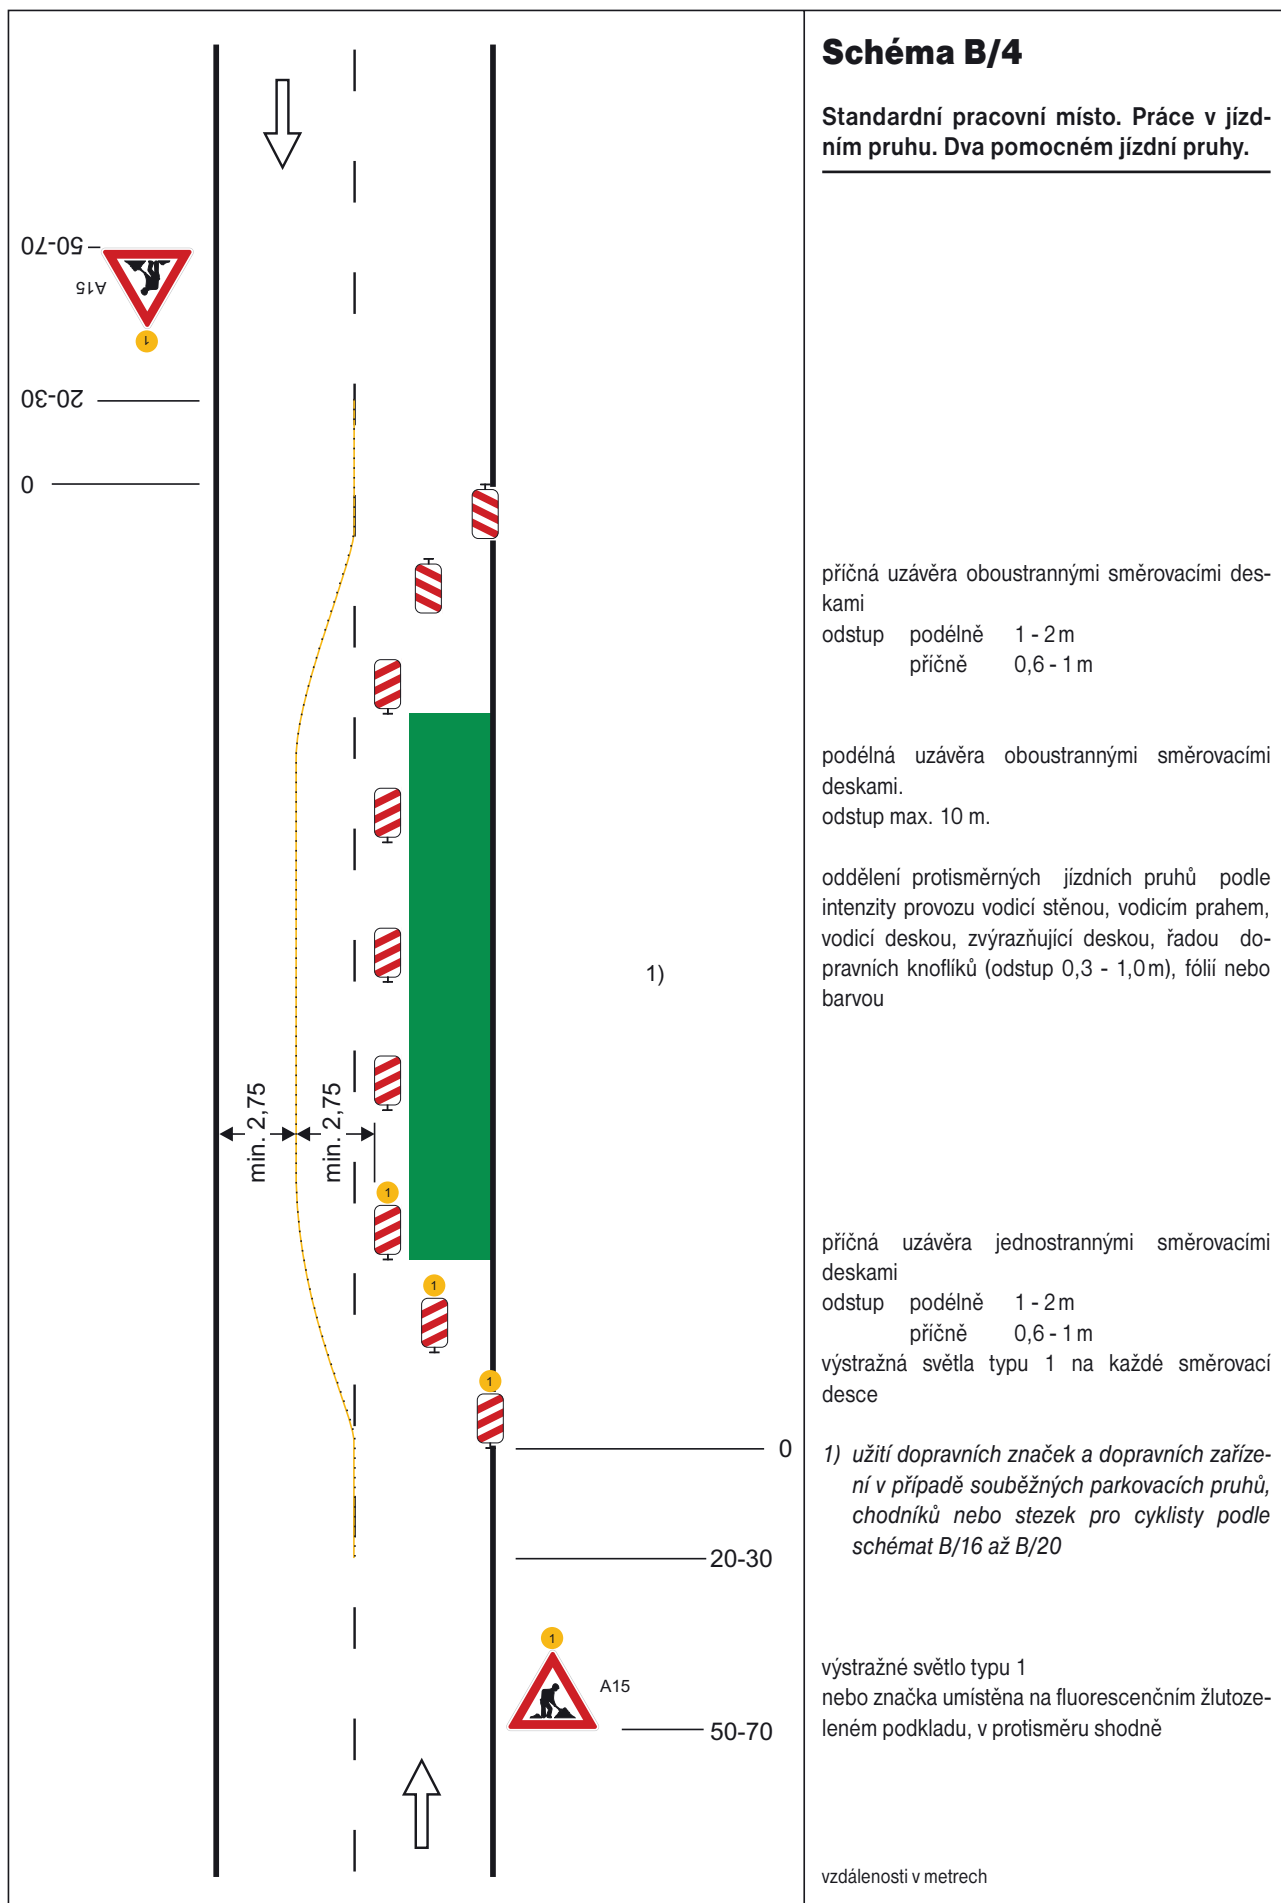 Schéma B/4
Standardní pracovní místo. Práce v jízd-
ním pruhu. Dva pomocném jízdní pruhy.
50-70
A15
1
20-30
0
příčná uzávěra oboustrannými směrovacími des-
kami
odstup podélně 1 - 2 m
příčně 0,6 - 1 m
podélná uzávěra oboustrannými směrovacími
deskami.
odstup max. 10 m.
oddělení protisměrných jízdních pruhů podle
intenzity provozu vodicí stěnou, vodicím prahem,
vodicí deskou, zvýrazňující deskou, řadou do-
pravních knoflíků (odstup 0,3 - 1,0 m), fólií nebo
barvou
1)
min. 2,75
min. 2,75
1
1
1
příčná uzávěra jednostrannými směrovacími
deskami
odstup podélně 1 - 2 m
příčně 0,6 - 1 m
výstražná světla typu 1 na každé směrovací
desce
0
1) užití dopravních značek a dopravních zaříze-
ní v případě souběžných parkovacích pruhů,
chodníků nebo stezek pro cyklisty podle
schémat B/16 až B/20
20-30
1
A15
50-70
výstražné světlo typu 1
nebo značka umístěna na fluorescenčním žlutoze-
leném podkladu, v protisměru shodně
vzdálenosti v metrech